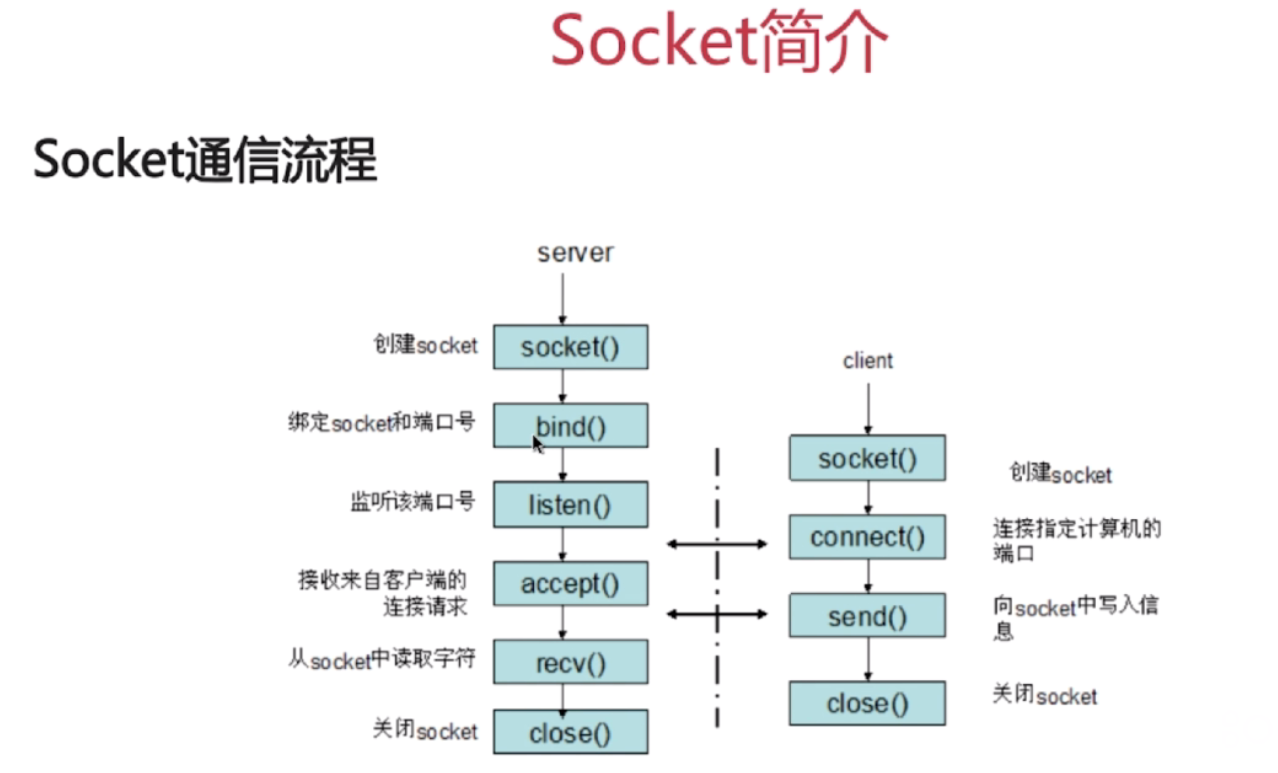 Socket简介
Socket通信流程
server
创建socket
socket()
绑定socket和端口号
bind()
监听该端口号
listen()
接收来自客户端的
连接请求
accept()
从socket中读取字符
recv()
关闭socket
close()
client
socket()
创建socket
connect()
连接指定计算机的
端口
send()
向socket中写入信
息
close()
关闭socket